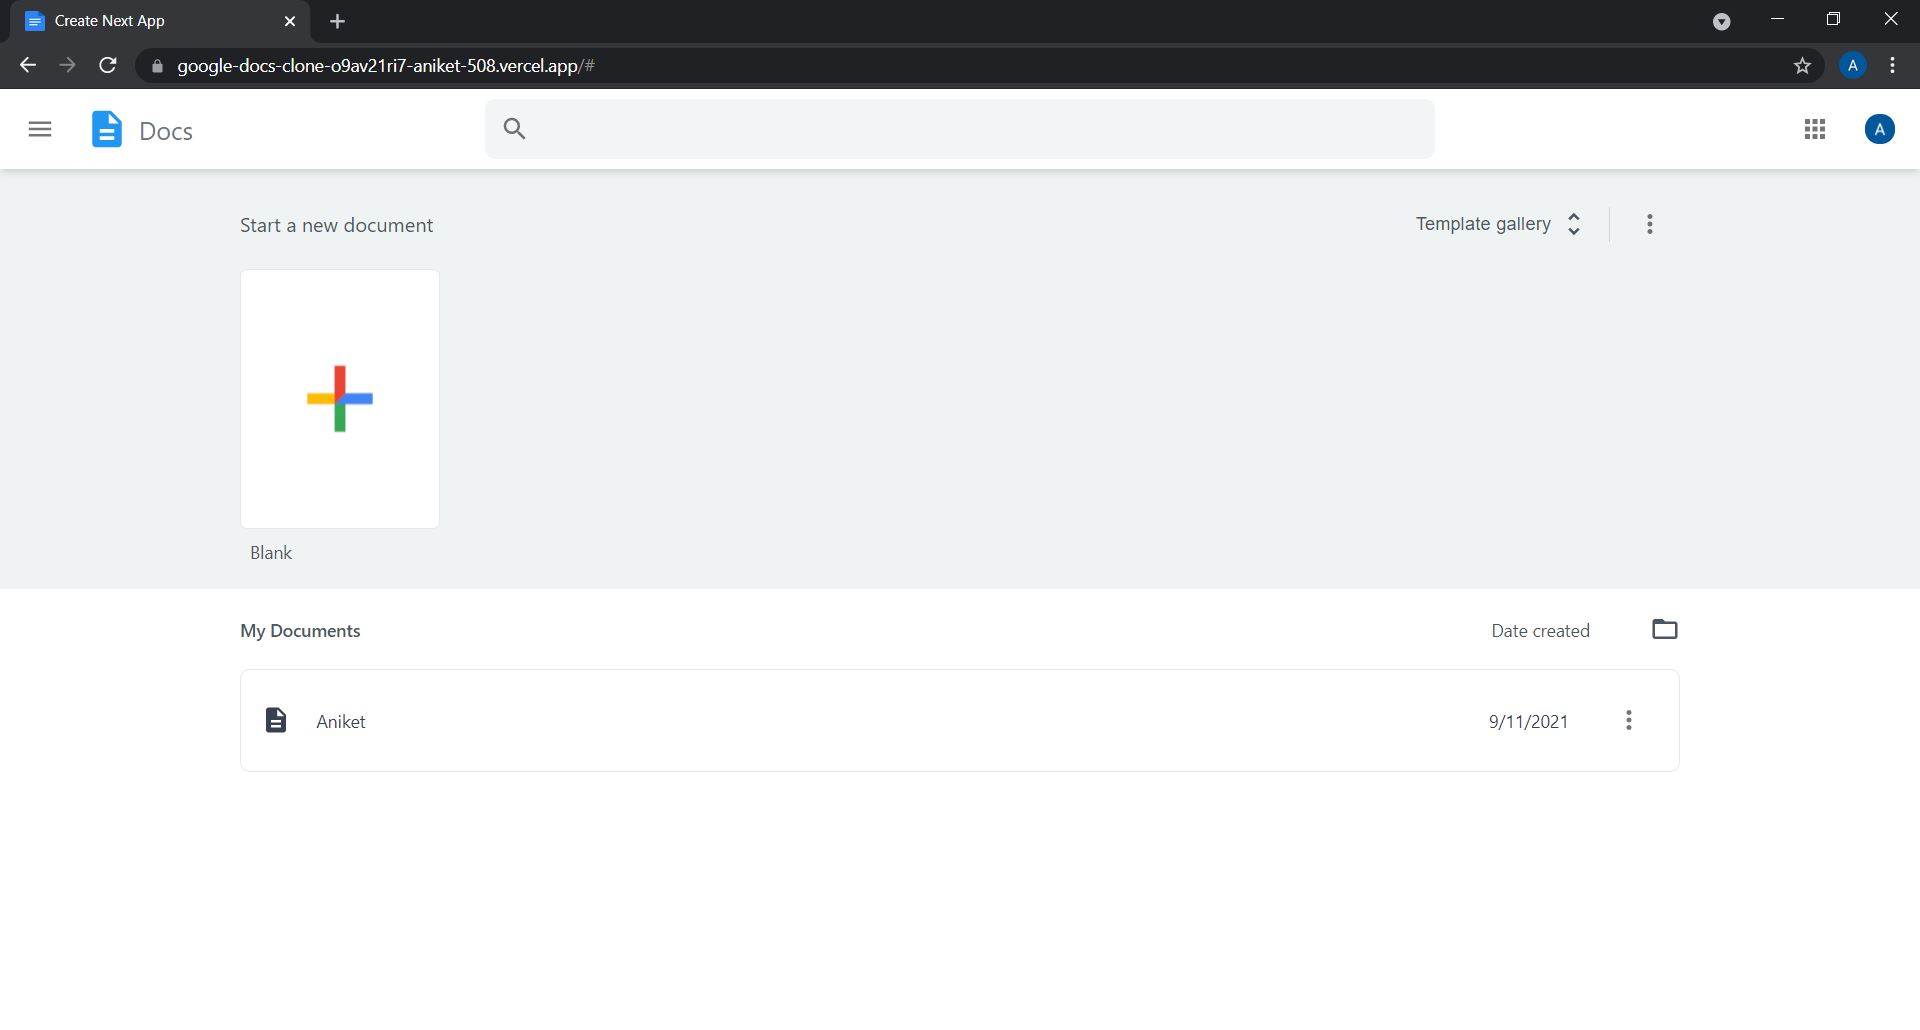 Create Next App
google-docs-clone-o9av21ri7-aniket-508.vercel.app/#
A
Docs
A
Start a new document
Template gallery
Blank
My Documents
Date created
Aniket
9/11/2021